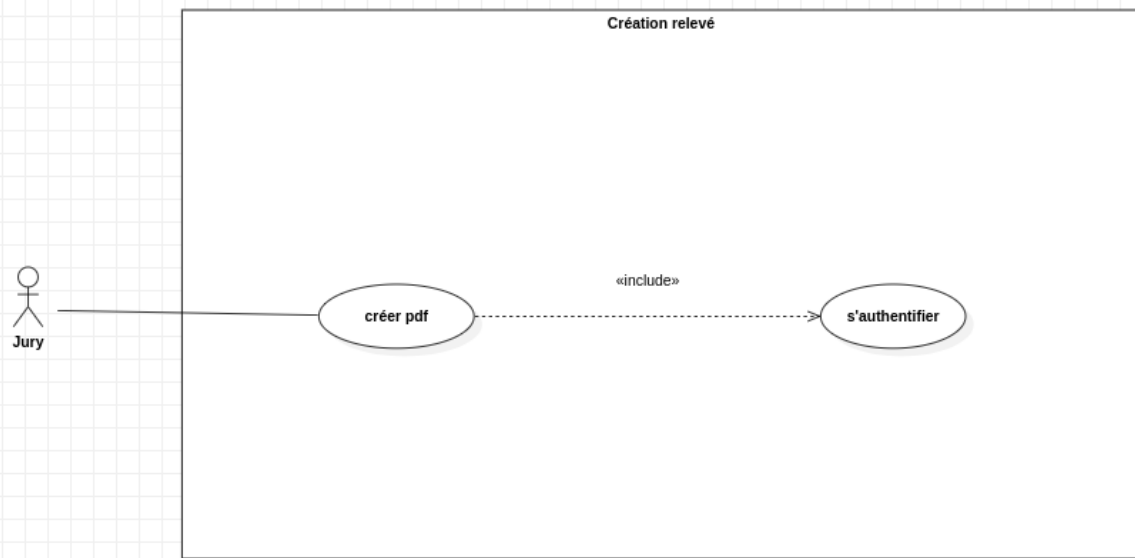 Création relevé
«include»
créer pdf
s'authentifier
Jury